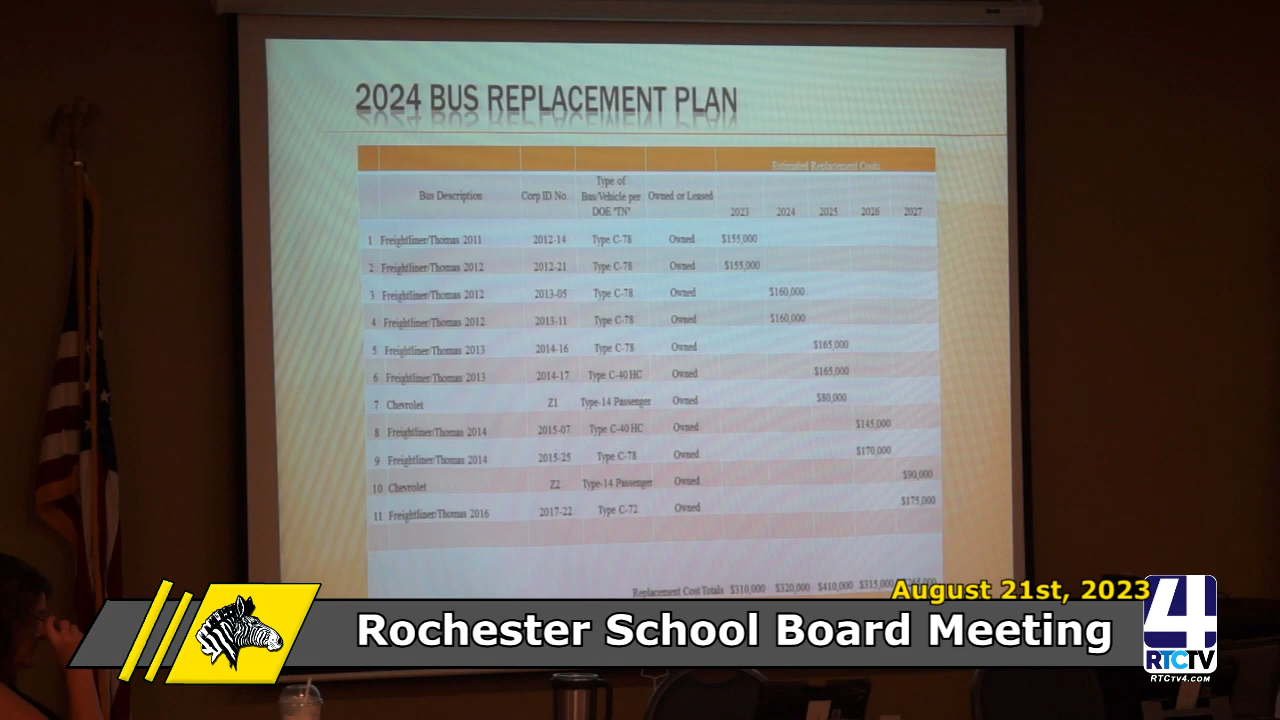 2024 BUS REPLACEMENT PLAN
Estimated Replacement Costs
Bus Description Corp ID No. Type of Bus/Vehicle per DOE "TN" Owned or Leased 2023 2024 2025 2026 2027
1 Freightliner/Thomas 2011 2012-14 Type C-78 Owned $155,000
2 Freightliner/Thomas 2012 2012-21 Type C-78 Owned $155,000
3 Freightliner/Thomas 2012 2013-05 Type C-78 Owned $160,000
4 Freightliner/Thomas 2012 2013-11 Type C-78 Owned $160,000
5 Freightliner/Thomas 2013 2014-16 Type C-78 Owned $165,000
6 Freightliner/Thomas 2013 2014-17 Type C-40 HC Owned $165,000
7 Chevrolet Z1 Type-14 Passenger Owned $80,000
8 Freightliner/Thomas 2014 2015-07 Type C-40 HC Owned $145,000
9 Freightliner/Thomas 2014 2015-25 Type C-78 Owned $170,000
10 Chevrolet Z2 Type-14 Passenger Owned $90,000
11 Freightliner/Thomas 2016 2017-22 Type C-72 Owned $175,000
Replacement Cost Totals $310,000 $320,000 $410,000 $315,000
August 21st, 2023
Rochester School Board Meeting
4
RTCTV
RTCTV4.COM